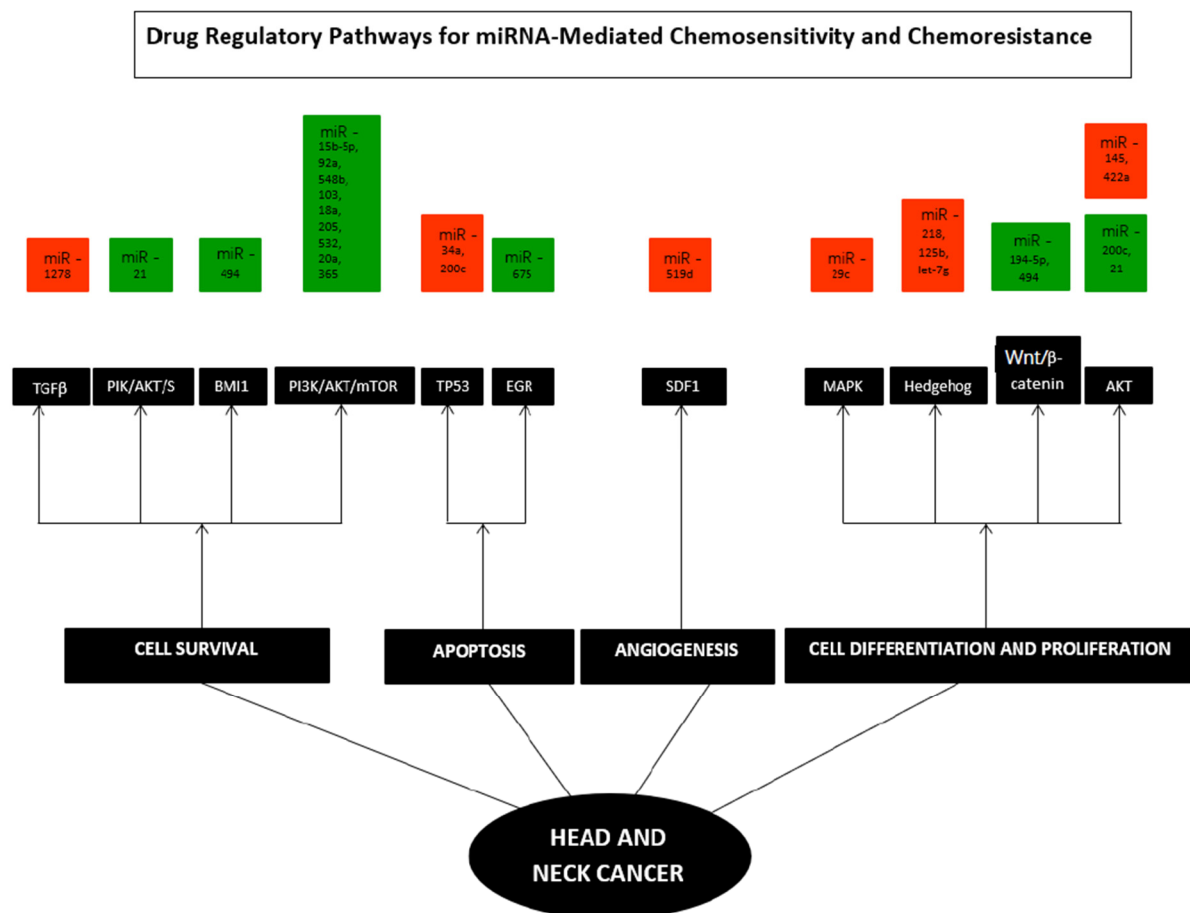 Drug Regulatory Pathways for miRNA-Mediated Chemosensitivity and Chemoresistance
miR -
1278
miR -
21
miR -
494
miR -
15b-5p,
92a,
548b,
103,
18a,
205,
532,
20a,
365
miR -
34a,
200c
miR -
675
miR -
519d
miR -
29c
miR -
218,
125b,
let-7g
miR -
194-5p,
494
miR -
145,
422a
miR -
200c,
21
TGFβ
PIK/AKT/S
BMI1
PI3K/AKT/mTOR
TP53
EGR
SDF1
MAPK
Hedgehog
Wnt/β-
catenin
AKT
CELL SURVIVAL
APOPTOSIS
ANGIOGENESIS
CELL DIFFERENTIATION AND PROLIFERATION
HEAD AND
NECK CANCER